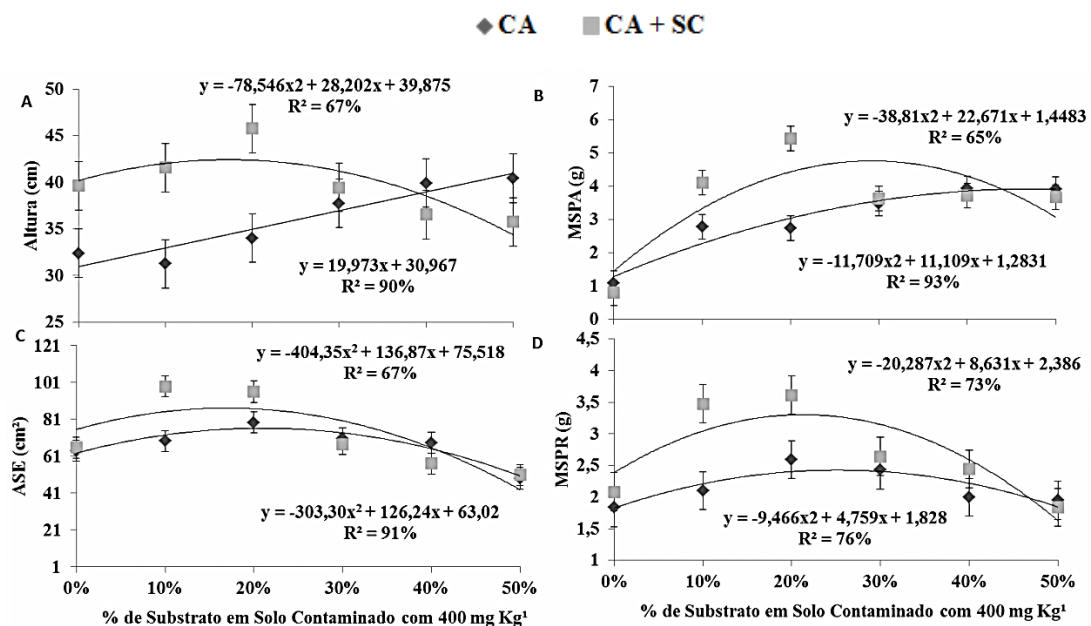 CA CA + SC
A
y = -78,546x2 + 28,202x + 39,875
R² = 67%
Altura (cm)
50
45
40
35
30
25
y = 19,973x + 30,967
R² = 90%
B
y = -38,81x2 + 22,671x + 1,4483
R² = 65%
MSPA (g)
7
6
5
4
3
2
1
0
y = -11,709x2 + 11,109x + 1,2831
R² = 93%
C
y = -404,35x² + 136,87x + 75,518
R² = 67%
ASE (cm²)
121
101
81
61
41
21
1
y = -303,30x² + 126,24x + 63,02
R² = 91%
0% 10% 20% 30% 40% 50%
% de Substrato em Solo Contaminado com 400 mg Kg¹
D
y = -20,287x2 + 8,631x + 2,386
R² = 73%
MSPR (g)
4,5
4
3,5
3
2,5
2
1,5
1
y = -9,466x2 + 4,759x + 1,828
R² = 76%
0% 10% 20% 30% 40% 50%
% de Substrato em Solo Contaminado com 400 mg Kg¹